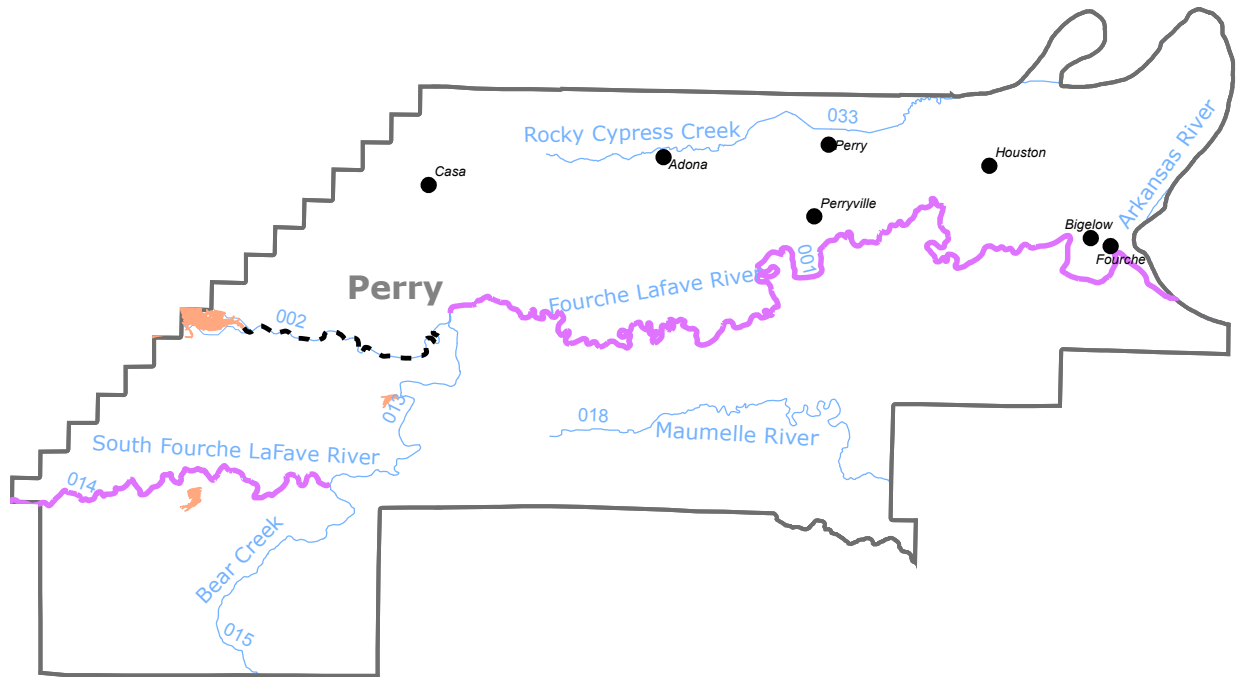 033
Rocky Cypress Creek
Perry
Houston
Adona
Casa
Arkansas River
Perryville
Bigelow
Fourche
001
Perry
Fourche Lafave River
002
013
018
Maumelle River
South Fourche LaFave River
014
Bear Creek
015